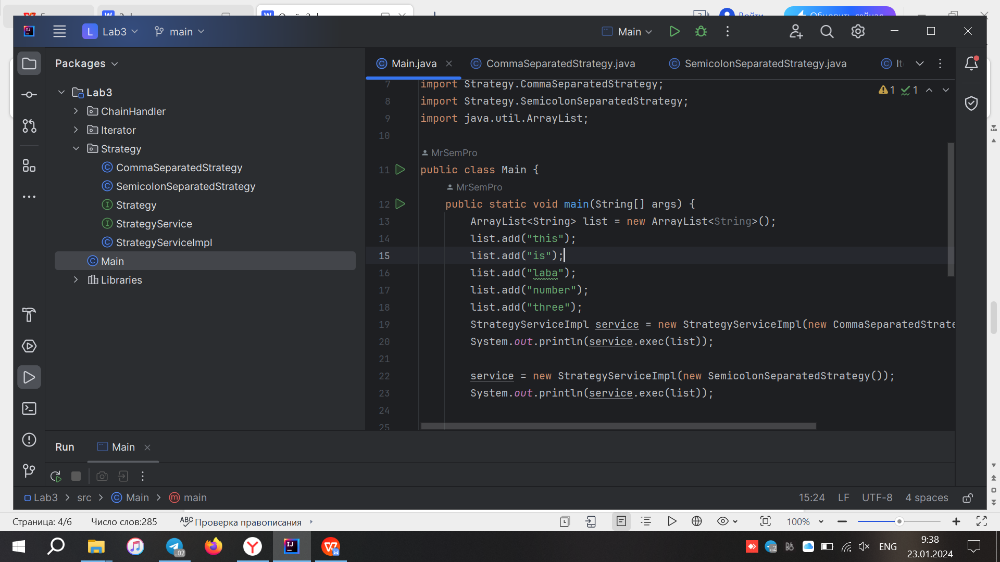 Войти
Обновить сейчас
L Lab3
main
Main
Packages
Main.java
CommaSeparatedStrategy.java
SemicolonSeparatedStrategy.java
Lab3
ChainHandler
Iterator
Strategy
CommaSeparatedStrategy
SemicolonSeparatedStrategy
Strategy
StrategyService
StrategyServiceImpl
Main
Libraries
1 1
7 import Strategy.CommaSeparatedStrategy;
8 import Strategy.SemicolonSeparatedStrategy;
9 import java.util.ArrayList;
10
MrSemPro
11 public class Main {
MrSemPro
12 public static void main(String[] args) {
13 ArrayList<String> list = new ArrayList<String>();
14 list.add("this");
15 list.add("is");
16 list.add("laba");
17 list.add("number");
18 list.add("three");
19 StrategyServiceImpl service = new StrategyServiceImpl(new CommaSeparatedStrate
20 System.out.println(service.exec(list));
21
22 service = new StrategyServiceImpl(new SemicolonSeparatedStrategy());
23 System.out.println(service.exec(list));
24
25
Run Main
Lab3 > src > Main > main
15:24 LF UTF-8 4 spaces
Страница: 4/6 Число слов:285 ABC Проверка правописания 100%
..02
..2 ENG 9:38
23.01.2024